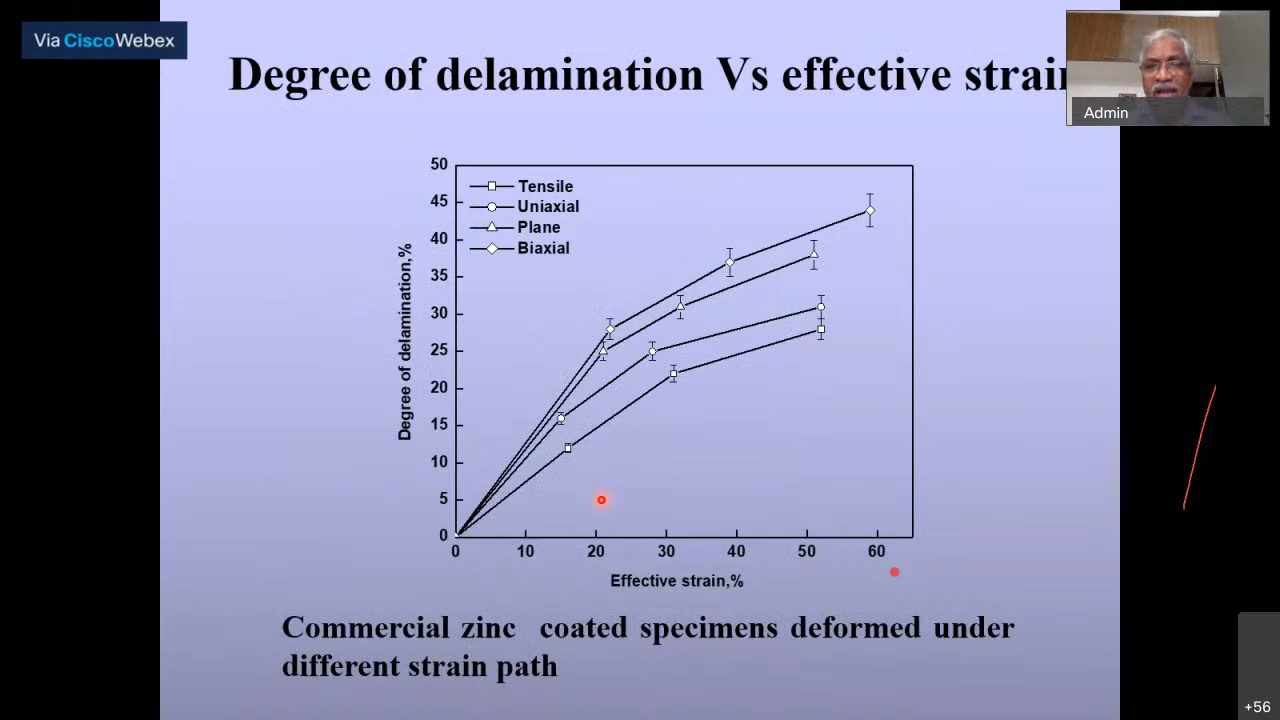 Via CiscoWebex
Degree of delamination Vs effective strain
Admin
50
45
40
35
30
25
20
15
10
5
0
Tensile
Uniaxial
Plane
Biaxial
Degree of delamination,%
0 10 20 30 40 50 60
Effective strain,%
Commercial zinc coated specimens deformed under
different strain path
+56